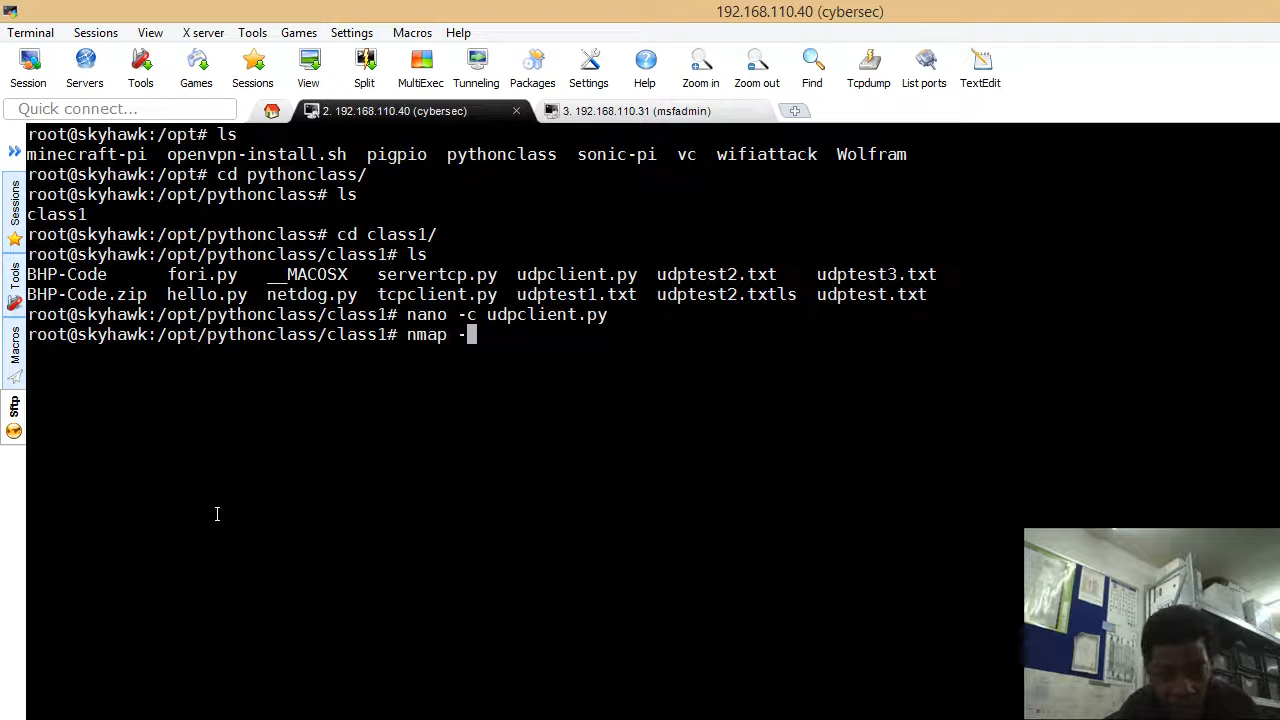 192.168.110.40 (cybersec)
Terminal Sessions View X server Tools Games Settings Macros Help
Session Servers Tools Games Sessions View Split MultiExec Tunneling Packages Settings Help Zoom in Zoom out Find Tcpdump List ports TextEdit
Quick connect...
2. 192.168.110.40 (cybersec)
3. 192.168.110.31 (msfadmin)
Sessions
Tools
Macros
Sftp
root@skyhawk:/opt# ls
minecraft-pi openvpn-install.sh pigpio pythonclass sonic-pi vc wifiattack Wolfram
root@skyhawk:/opt# cd pythonclass/
root@skyhawk:/opt/pythonclass# ls
class1
root@skyhawk:/opt/pythonclass# cd class1/
root@skyhawk:/opt/pythonclass/class1# ls
BHP-Code fori.py __MACOSX servertcp.py udpclient.py udptest2.txt udptest3.txt
BHP-Code.zip hello.py netdog.py tcpclient.py udptest1.txt udptest2.txtls udptest.txt
root@skyhawk:/opt/pythonclass/class1# nano -c udpclient.py
root@skyhawk:/opt/pythonclass/class1# nmap -